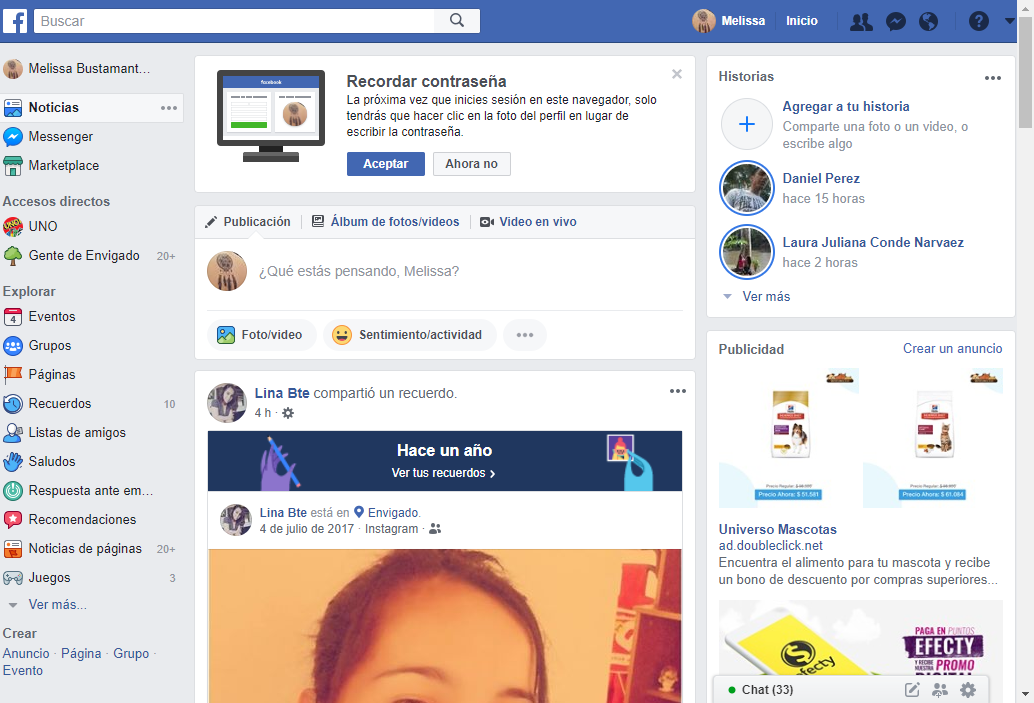 Buscar
Melissa
Inicio
Melissa Bustamant...
Noticias
Messenger
Marketplace
Accesos directos
UNO
Gente de Envigado 20+
Explorar
4
Eventos
Grupos
Páginas
Recuerdos 10
Listas de amigos
Saludos
Respuesta ante em...
Recomendaciones
Noticias de páginas 20+
Juegos 3
Ver más...
Crear
Anuncio · Página · Grupo ·
Evento
facebook
Recordar contraseña
La próxima vez que inicies sesión en este navegador, solo
tendrás que hacer clic en la foto del perfil en lugar de
escribir la contraseña.
Aceptar
Ahora no
Publicación
Álbum de fotos/videos
Video en vivo
¿Qué estás pensando, Melissa?
Foto/video
Sentimiento/actividad
Lina Bte compartió un recuerdo.
4 h ·
Hace un año
Ver tus recuerdos
Lina Bte está en Envigado.
4 de julio de 2017 · Instagram ·
Historias
Agregar a tu historia
Comparte una foto o un video, o
escribe algo
Daniel Perez
hace 15 horas
Laura Juliana Conde Narvaez
hace 2 horas
Ver más
Publicidad
Crear un anuncio
Precio Ahora: $ 51.581
Precio Ahora: $ 61.084
Universo Mascotas
ad.doubleclick.net
Encuentra el alimento para tu mascota y recibe
un bono de descuento por compras superiores...
efecty
PAGA EN PUNTOS
EFECTY
Y RECIBE NUESTRA PROMO
DIGITAL
Chat (33)